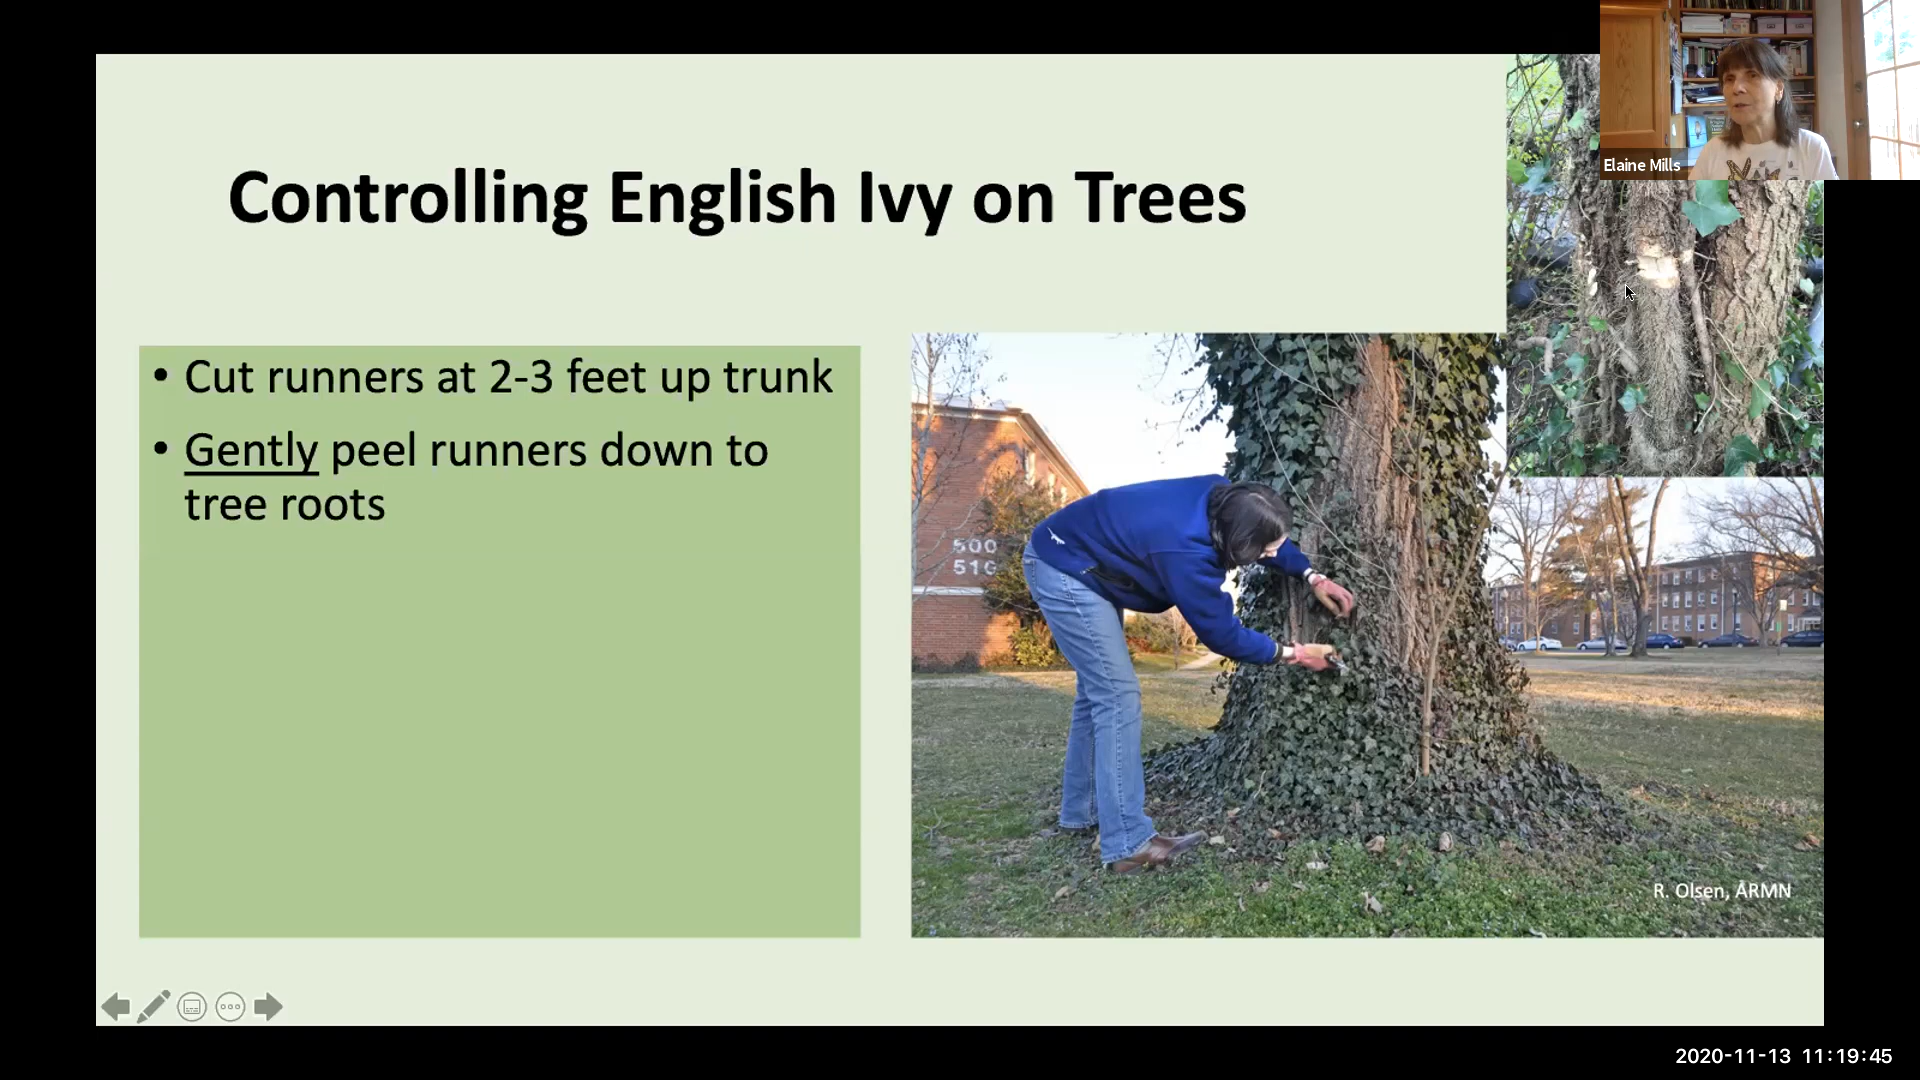 Elaine Mills
Controlling English Ivy on Trees
• Cut runners at 2-3 feet up trunk
• Gently peel runners down to
tree roots
500
510
R. Olsen, ARMN
2020-11-13 11:19:45